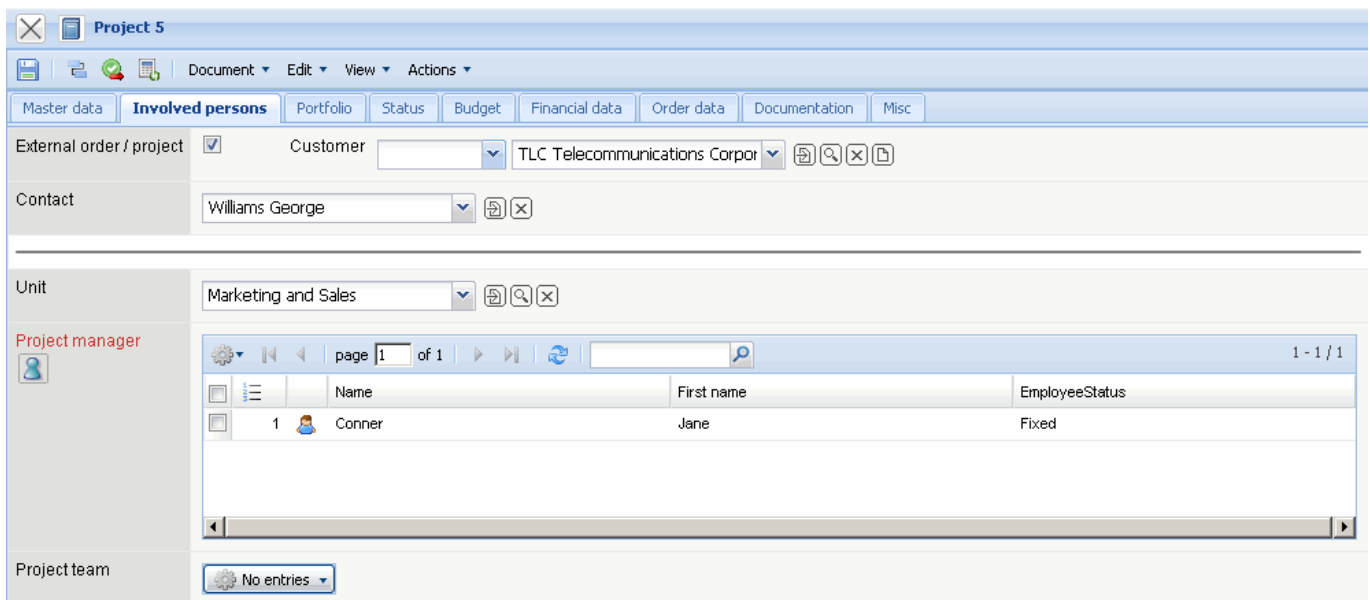 Project 5
Document Edit View Actions
Master data Involved persons Portfolio Status Budget Financial data Order data Documentation Misc
External order / project Customer TLC Telecommunications Corpor
Contact Williams George
Unit Marketing and Sales
Project manager page 1 of 1 1 - 1 / 1
Name First name EmployeeStatus
1 Conner Jane Fixed
Project team No entries